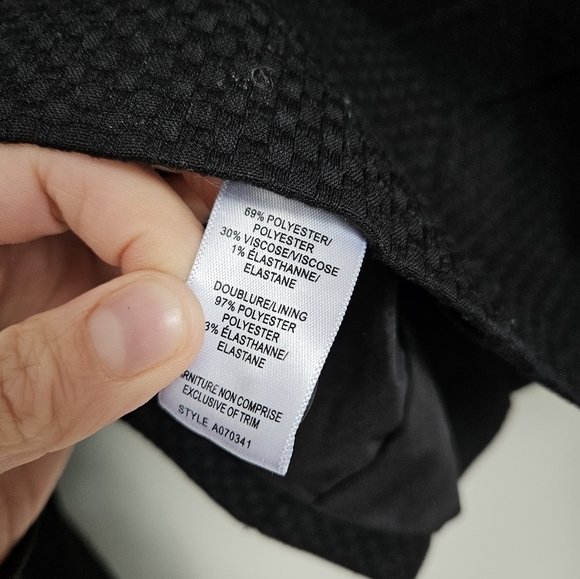 69% POLYESTER/
POLYESTER
30% VISCOSE/VISCOSE
1% ÉLASTHANNE/
ELASTANE
DOUBLURE/LINING
97% POLYESTER
POLYESTER
3% ÉLASTHANNE/
ELASTANE
NON COMPRISE
EXCLUSIVE OF TRIM
STYLE A070341